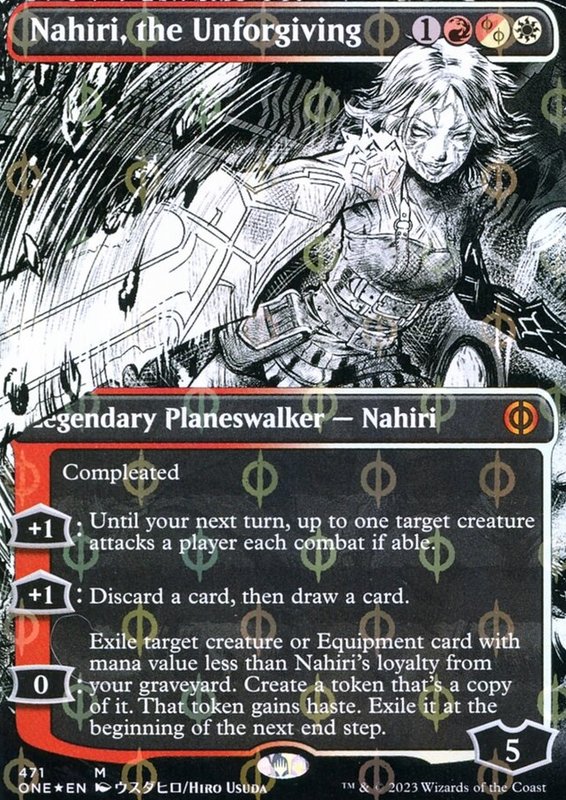 Nahiri, the Unforgiving 1
Legendary Planeswalker — Nahiri
Compleated
+1: Until your next turn, up to one target creature
attacks a player each combat if able.
+1: Discard a card, then draw a card.
Exile target creature or Equipment card with
mana value less than Nahiri's loyalty from
0: your graveyard. Create a token that's a copy
of it. That token gains haste. Exile it at the
beginning of the next end step.
5
471 M
ONE★EN ウスダヒロ/Hiro Usuda ™ & © 2023 Wizards of the Coast